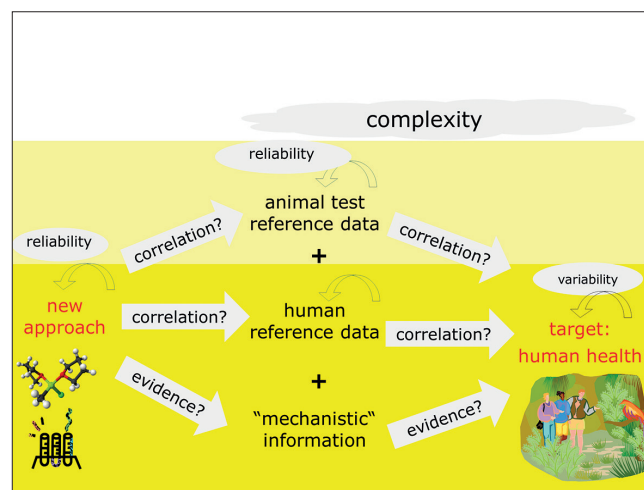 complexity
reliability
animal test
reference data
reliability
correlation?
correlation?
+
variability
new
approach
correlation?
human
reference data
correlation?
target:
human health
+
evidence?
"mechanistic"
information
evidence?